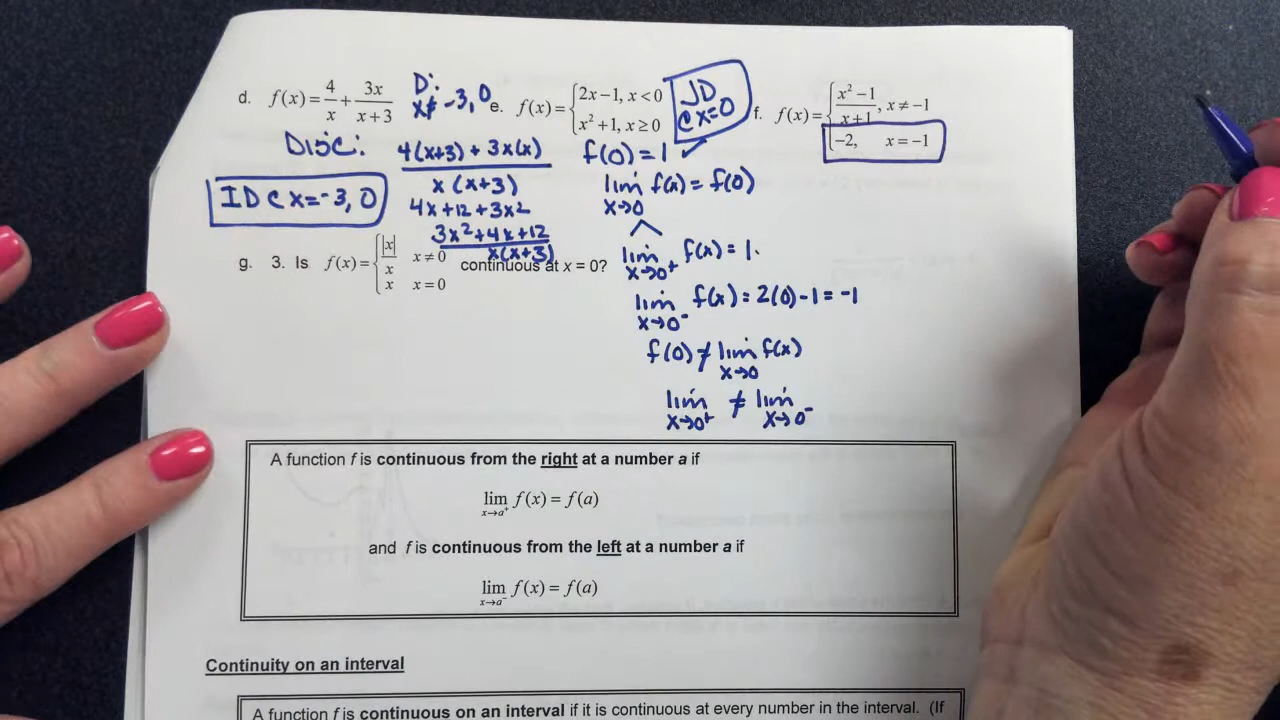 d. f(x) = 4/x + 3x/(x+3)
D: x ≠ -3, 0
DISC:
ID @ x = -3, 0
4(x+3) + 3x(x)
x(x+3)
4x+12+3x²
3x²+4x+12
x(x+3)
e. f(x) = { 2x−1, x < 0
x²+1, x ≥ 0
JD
@ x=0
f(0) = 1 ✓
lim x→0 f(x) = f(0)
lim x→0⁺ f(x) = 1.
lim x→0⁻ f(x) = 2(0)-1 = -1
f(0) ≠ lim x→0 f(x)
lim x→0⁺ ≠ lim x→0⁻
f. f(x) = { (x²−1)/(x+1), x ≠ −1
−2, x = −1
g. 3. Is f(x) = { |x|/x x ≠ 0
x x = 0
continuous at x = 0?
A function f is continuous from the right at a number a if
lim x→a⁺ f(x) = f(a)
and f is continuous from the left at a number a if
lim x→a⁻ f(x) = f(a)
Continuity on an interval
A function f is continuous on an interval if it is continuous at every number in the interval. (If